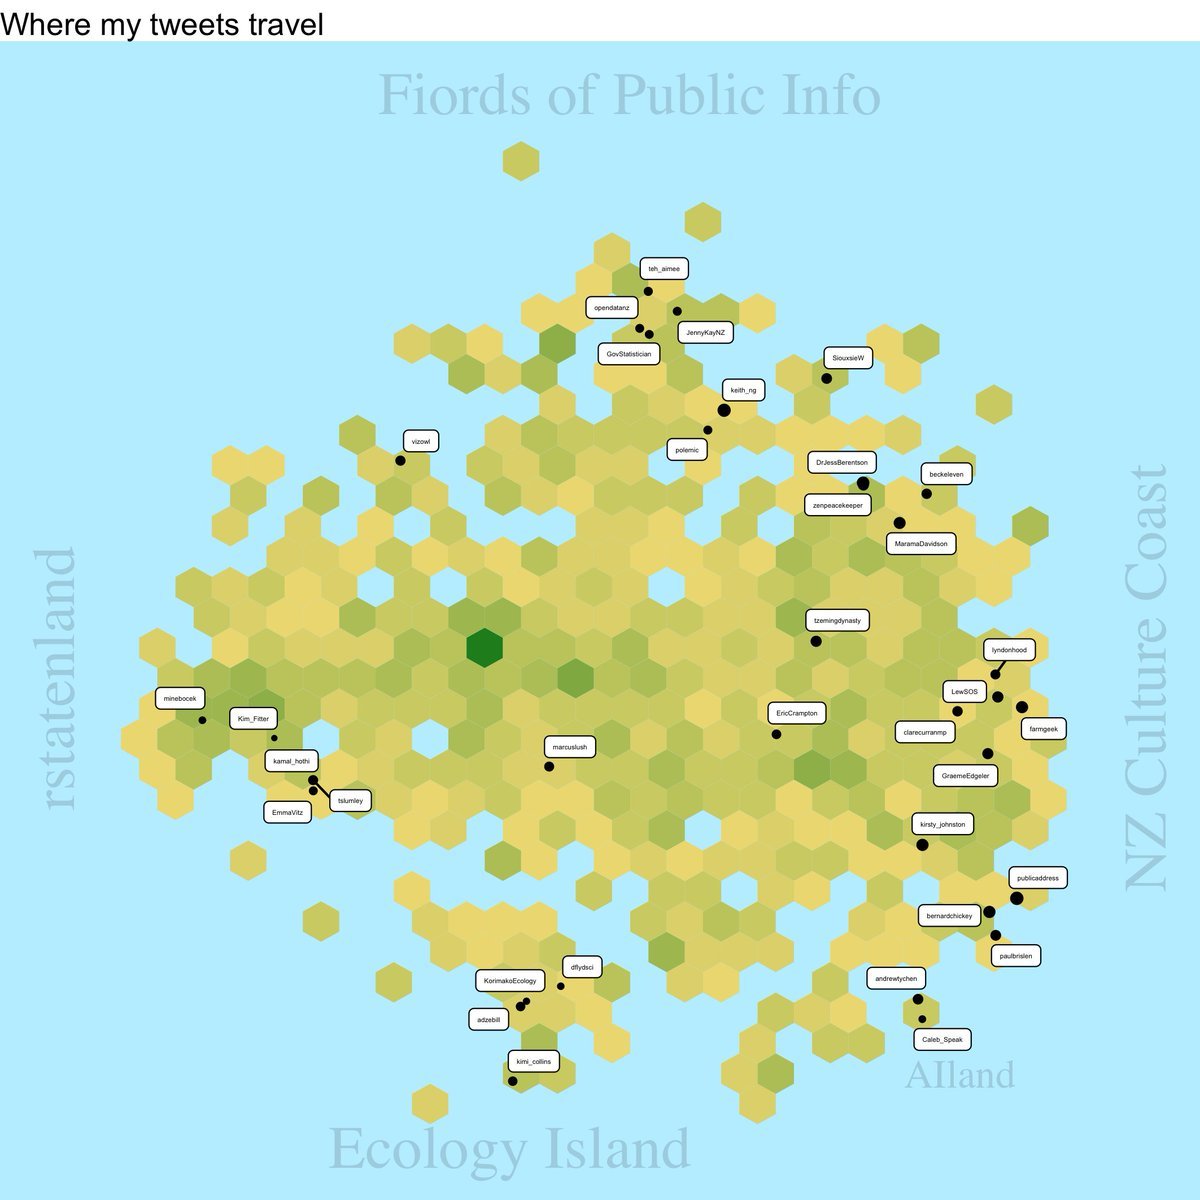 Where my tweets travel
Fiords of Public Info
teh_aimee
opendatanz
JennyKayNZ
GovStatistician
SiouxsieW
keith_ng
vizowl
polemic
DrJessBerentson
beckeleven
zenpeacekeeper
MaramaDavidson
rstatenland
NZ Culture Coast
tzemingdynasty
lyndonhood
LewSOS
minebocek
Kim_Fitter
EricCrampton
farmgeek
clarecurranmp
marcuslush
kamal_hothi
GraemeEdgeler
tslumley
EmmaVitz
kirsty_johnston
publicaddress
bernardchickey
paulbrislen
dflydsci
KorimakoEcology
andrewtychen
adzebill
Caleb_Speak
kimi_collins
AIland
Ecology Island